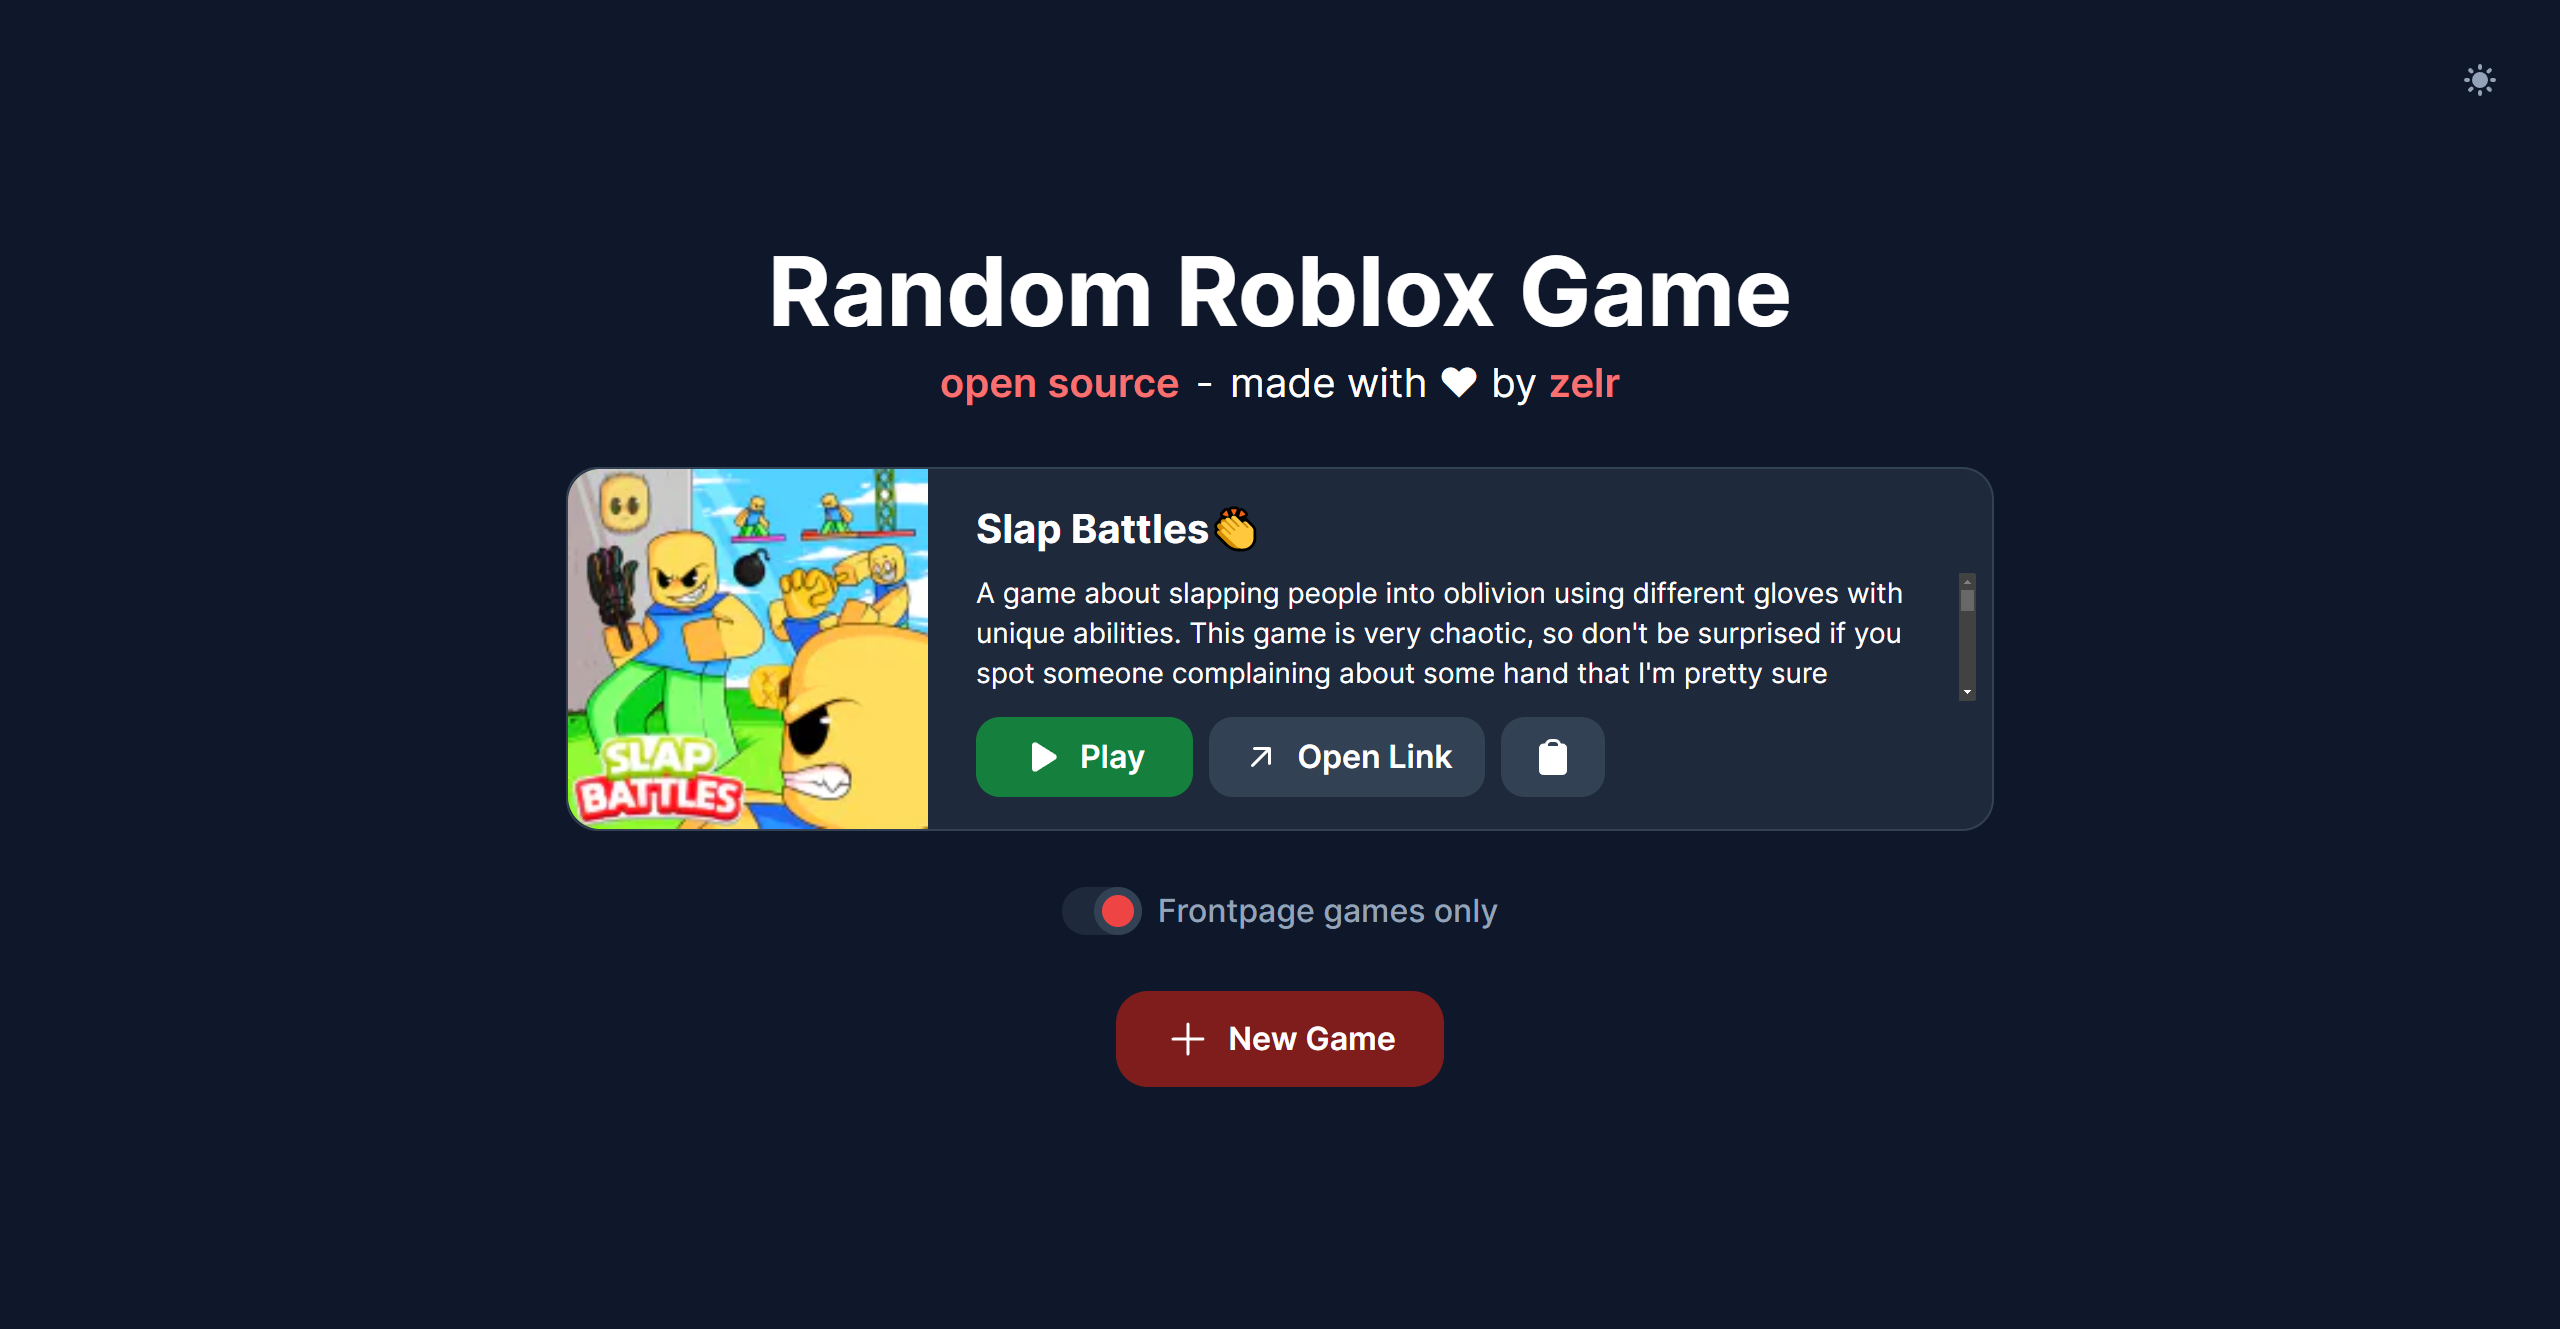 Random Roblox Game
open source - made with ♥ by zelr
Slap Battles👏
A game about slapping people into oblivion using different gloves with
unique abilities. This game is very chaotic, so don't be surprised if you
spot someone complaining about some hand that I'm pretty sure
SLAP
BATTLES
Play
Open Link
Frontpage games only
New Game